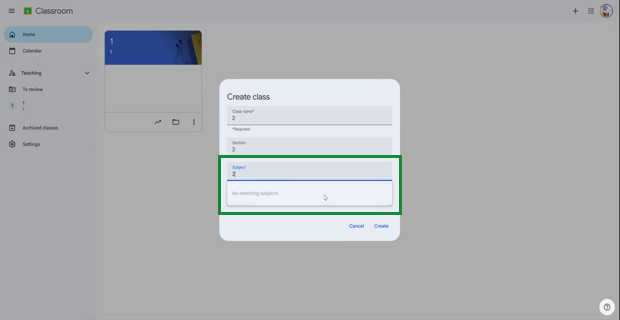 Classroom
Home
Calendar
Teaching
To review
1
1
1
Archived classes
Settings
1
1
Create class
Class name*
2
*Required
Section
2
Subject
2
No matching subjects
Cancel
Create